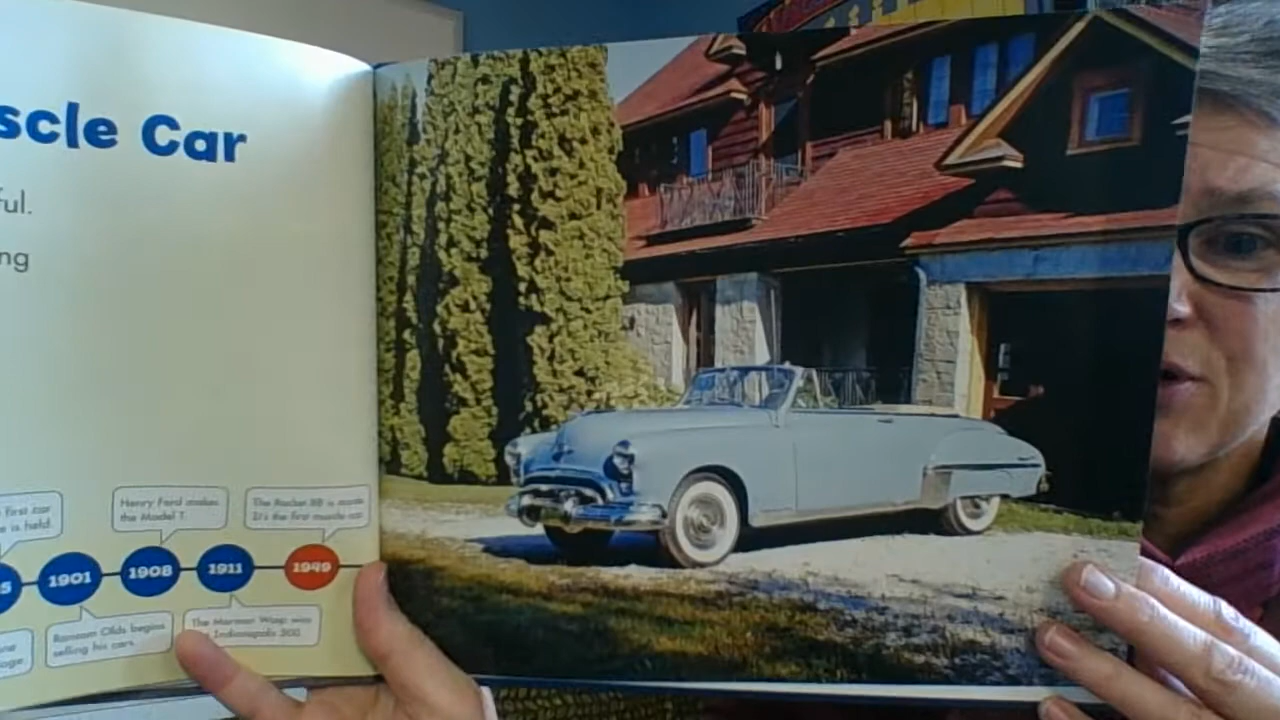 scle Car
ful.
ng
first car
e is held.
Henry Ford makes
the Model T.
The Rocket 88 is made.
It's the first muscle car.
5
1901
1908
1911
1949
Ransom Olds begins
selling his cars.
The Marmon Wasp wins
Indianapolis 500.